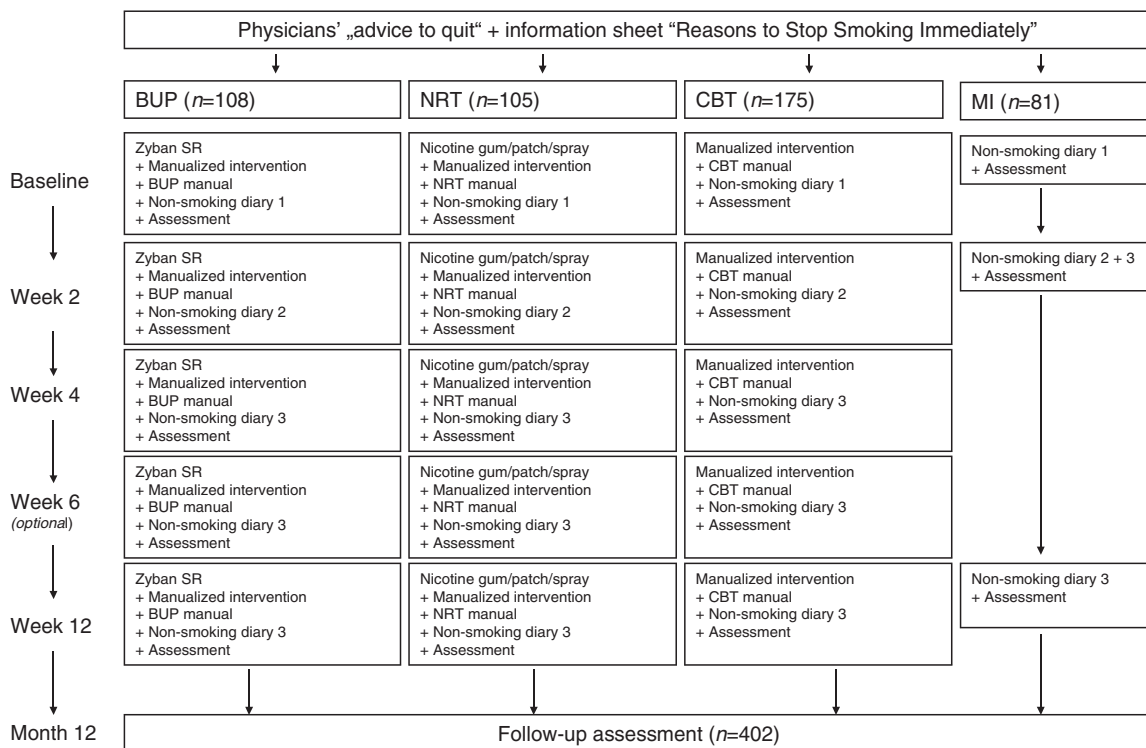 Physicians’ „advice to quit“ + information sheet “Reasons to Stop Smoking Immediately”
BUP (n=108)
NRT (n=105)
CBT (n=175)
MI (n=81)
Baseline
Zyban SR
+ Manualized intervention
+ BUP manual
+ Non-smoking diary 1
+ Assessment
Nicotine gum/patch/spray
+ Manualized intervention
+ NRT manual
+ Non-smoking diary 1
+ Assessment
Manualized intervention
+ CBT manual
+ Non-smoking diary 1
+ Assessment
Non-smoking diary 1
+ Assessment
Week 2
Zyban SR
+ Manualized intervention
+ BUP manual
+ Non-smoking diary 2
+ Assessment
Nicotine gum/patch/spray
+ Manualized intervention
+ NRT manual
+ Non-smoking diary 2
+ Assessment
Manualized intervention
+ CBT manual
+ Non-smoking diary 2
+ Assessment
Non-smoking diary 2 + 3
+ Assessment
Week 4
Zyban SR
+ Manualized intervention
+ BUP manual
+ Non-smoking diary 3
+ Assessment
Nicotine gum/patch/spray
+ Manualized intervention
+ NRT manual
+ Non-smoking diary 3
+ Assessment
Manualized intervention
+ CBT manual
+ Non-smoking diary 3
+ Assessment
Week 6
(optional)
Zyban SR
+ Manualized intervention
+ BUP manual
+ Non-smoking diary 3
+ Assessment
Nicotine gum/patch/spray
+ Manualized intervention
+ NRT manual
+ Non-smoking diary 3
+ Assessment
Manualized intervention
+ CBT manual
+ Non-smoking diary 3
+ Assessment
Week 12
Zyban SR
+ Manualized intervention
+ BUP manual
+ Non-smoking diary 3
+ Assessment
Nicotine gum/patch/spray
+ Manualized intervention
+ NRT manual
+ Non-smoking diary 3
+ Assessment
Manualized intervention
+ CBT manual
+ Non-smoking diary 3
+ Assessment
Non-smoking diary 3
+ Assessment
Month 12
Follow-up assessment (n=402)